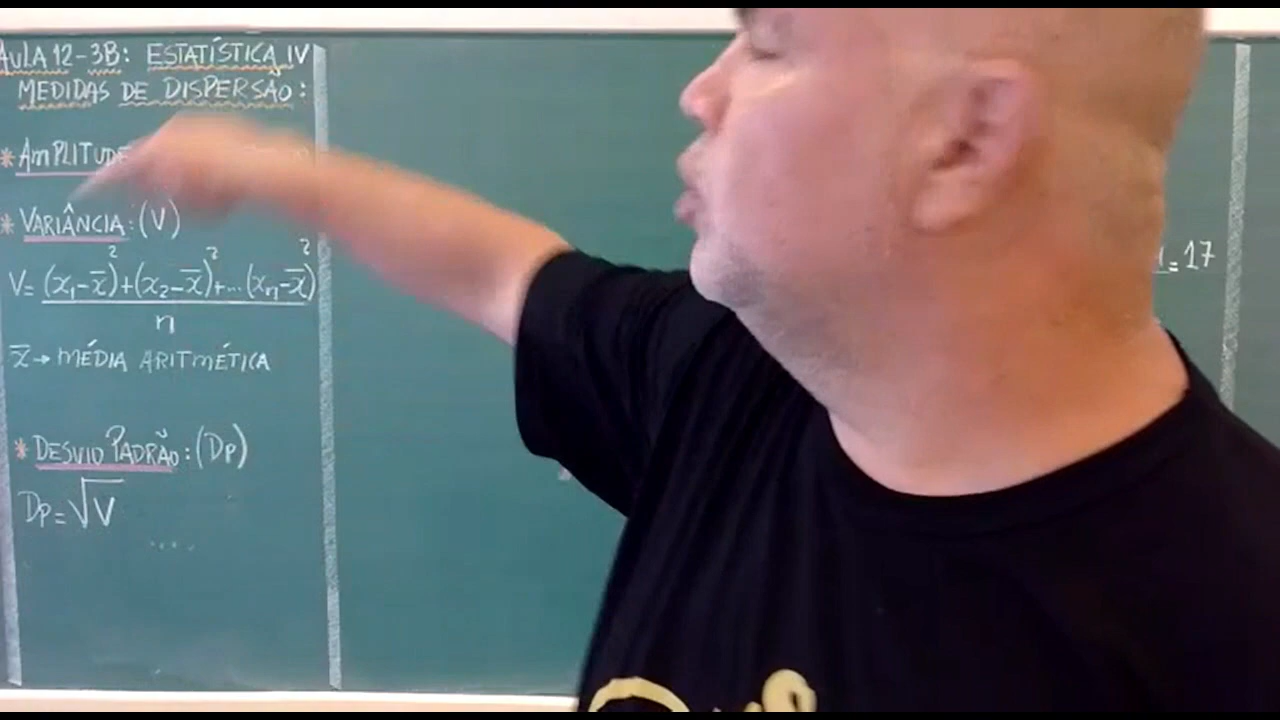 AULA 12-3B: ESTATÍSTICA IV
MEDIDAS DE DISPERSÃO:
* AMPLITUDE
* VARIÂNCIA: (V)
V= (x₁-x̄)²+(x₂-x̄)²+...(xₙ-x̄)²
n
x̄ → MÉDIA ARITMÉTICA
* DESVIO PADRÃO: (DP)
DP=√V
= 17